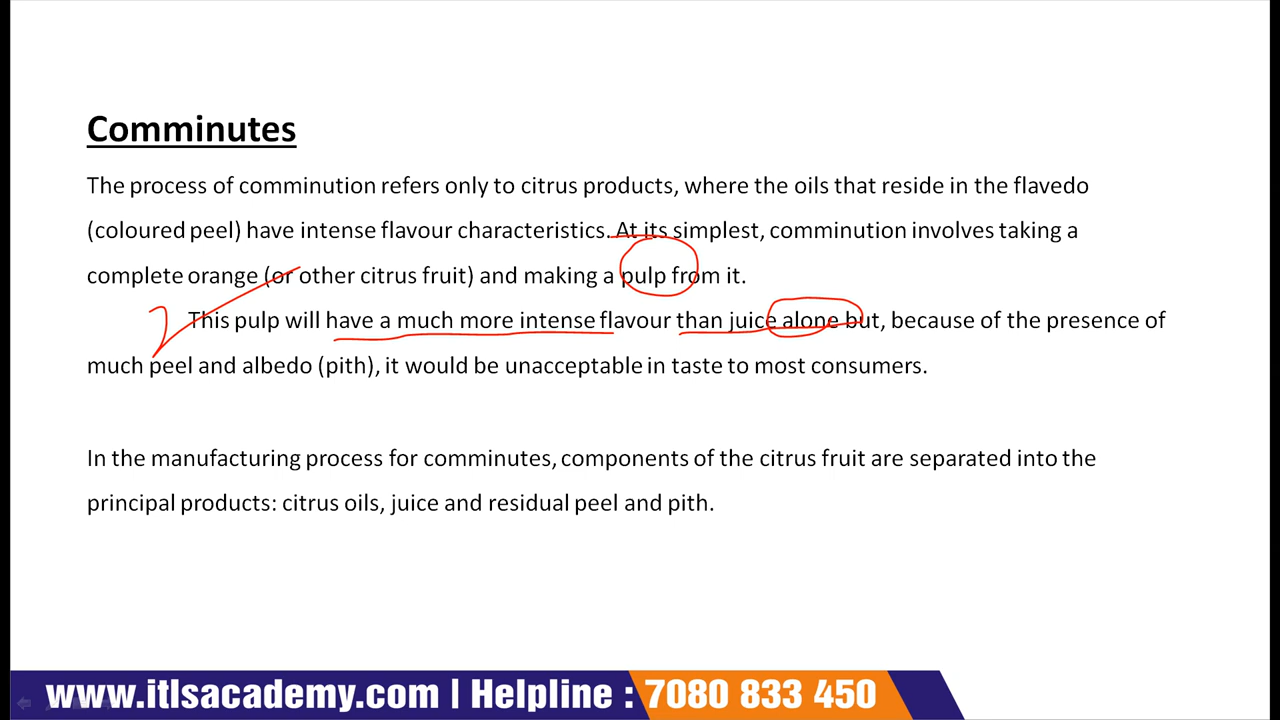 Comminutes
The process of comminution refers only to citrus products, where the oils that reside in the flavedo
(coloured peel) have intense flavour characteristics. At its simplest, comminution involves taking a
complete orange (or other citrus fruit) and making a pulp from it.
This pulp will have a much more intense flavour than juice alone but, because of the presence of
much peel and albedo (pith), it would be unacceptable in taste to most consumers.
In the manufacturing process for comminutes, components of the citrus fruit are separated into the
principal products: citrus oils, juice and residual peel and pith.
www.itlsacademy.com | Helpline : 7080 833 450